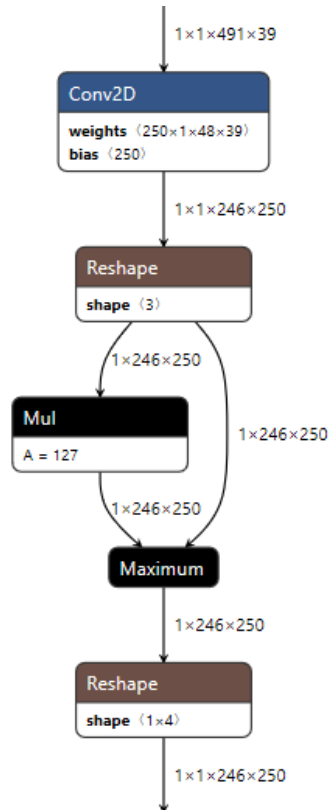 1×1×491×39
Conv2D
weights ⟨250×1×48×39⟩
bias ⟨250⟩
1×1×246×250
Reshape
shape ⟨3⟩
1×246×250
Mul
A = 127
1×246×250
1×246×250
Maximum
1×246×250
Reshape
shape ⟨1×4⟩
1×1×246×250